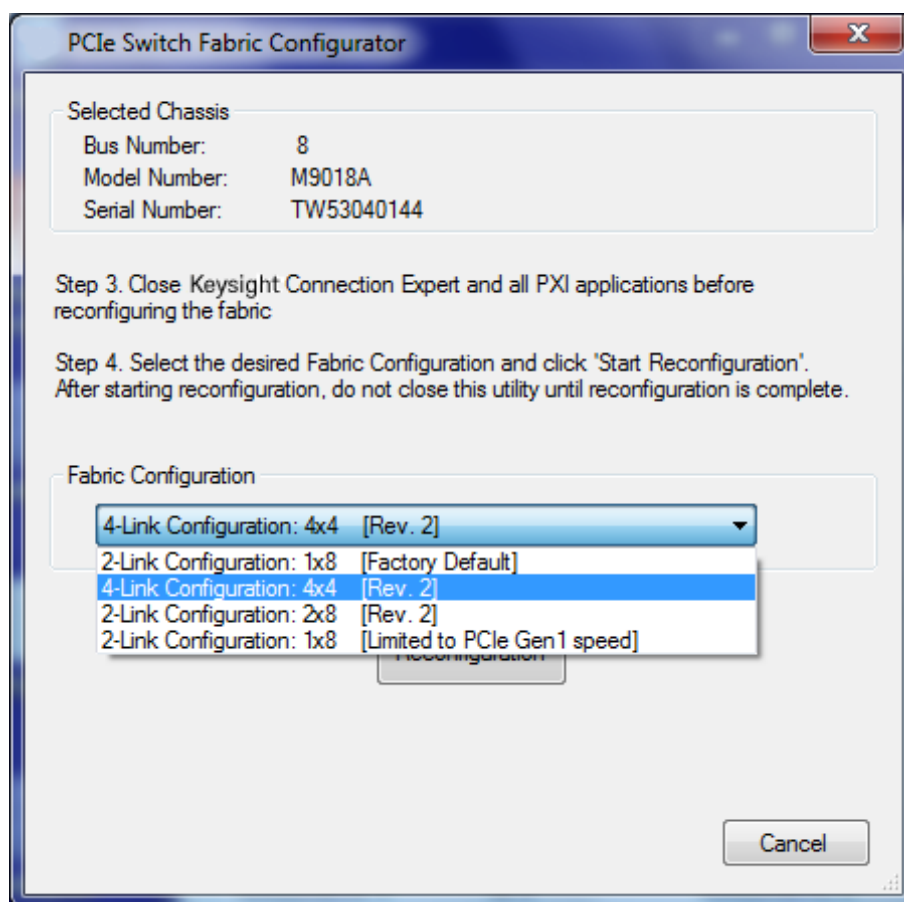 PCIe Switch Fabric Configurator
Selected Chassis
Bus Number: 8
Model Number: M9018A
Serial Number: TW53040144
Step 3. Close Keysight Connection Expert and all PXI applications before
reconfiguring the fabric
Step 4. Select the desired Fabric Configuration and click 'Start Reconfiguration'.
After starting reconfiguration, do not close this utility until reconfiguration is complete.
Fabric Configuration
4-Link Configuration: 4x4 [Rev. 2]
2-Link Configuration: 1x8 [Factory Default]
4-Link Configuration: 4x4 [Rev. 2]
2-Link Configuration: 2x8 [Rev. 2]
2-Link Configuration: 1x8 [Limited to PCIe Gen1 speed]
Reconfiguration
Cancel